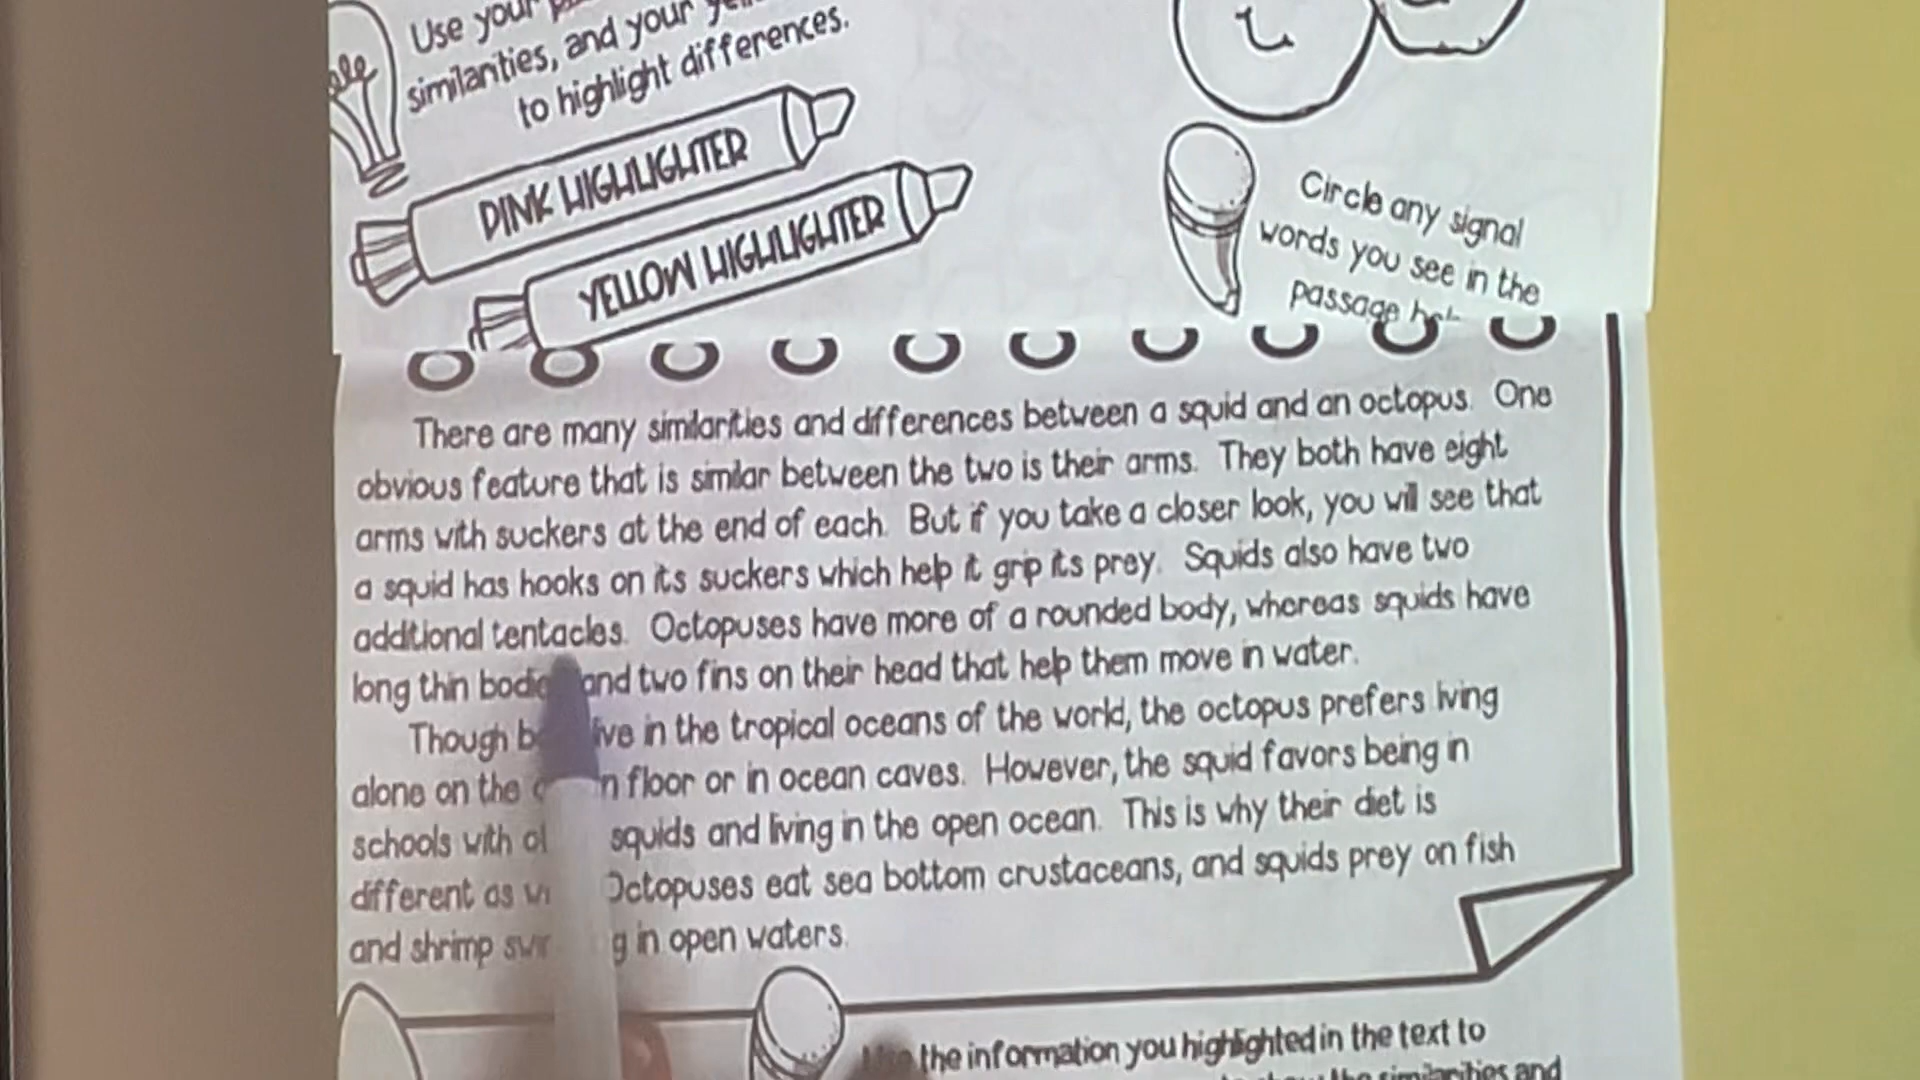 Use your
similarities, and your
to highlight differences.
PINK HIGHLIGHTER
YELLOW HIGHLIGHTER
Circle any signal
words you see in the
passage
There are many similarities and differences between a squid and an octopus. One
obvious feature that is similar between the two is their arms. They both have eight
arms with suckers at the end of each. But if you take a closer look, you will see that
a squid has hooks on its suckers which help it grip its prey. Squids also have two
additional tentacles. Octopuses have more of a rounded body, whereas squids have
long thin and two fins on their head that help them move in water.
Though in the tropical oceans of the world, the octopus prefers living
alone on the floor or in ocean caves. However, the squid favors being in
schools with squids and living in the open ocean. This is why their diet is
different as Octopuses eat sea bottom crustaceans, and squids prey on fish
and shrimp in open waters.
the information you highlighted in the text to
the similarities and